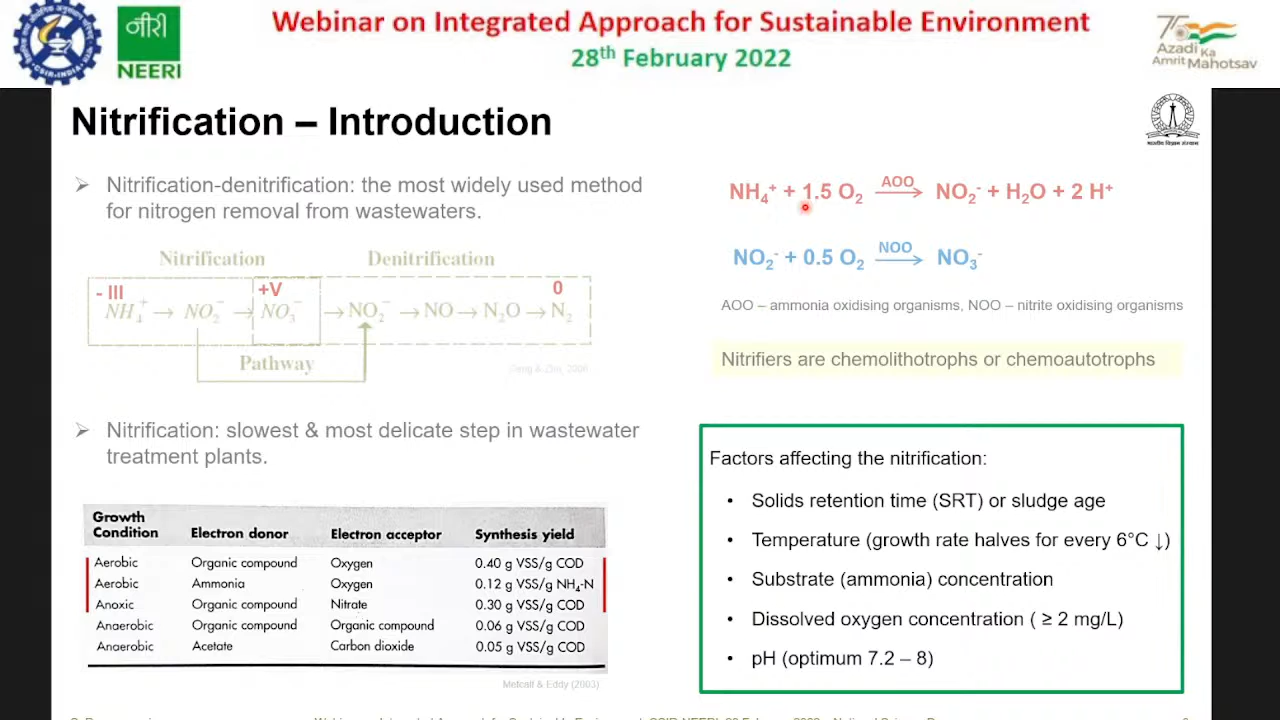 Webinar on Integrated Approach for Sustainable Environment
28th February 2022
CSIR-INDIA
नीरी
NEERI
75
Azadi Ka
Amrit Mahotsav
Nitrification – Introduction
➢ Nitrification-denitrification: the most widely used method
for nitrogen removal from wastewaters.
Nitrification Denitrification
- III +V 0
NH₄⁺ → NO₂⁻ → NO₃⁻ → NO₂⁻ → NO → N₂O → N₂
Pathway
➢ Nitrification: slowest & most delicate step in wastewater
treatment plants.
Growth
Condition Electron donor Electron acceptor Synthesis yield
Aerobic Organic compound Oxygen 0.40 g VSS/g COD
Aerobic Ammonia Oxygen 0.12 g VSS/g NH₄-N
Anoxic Organic compound Nitrate 0.30 g VSS/g COD
Anaerobic Organic compound Organic compound 0.06 g VSS/g COD
Anaerobic Acetate Carbon dioxide 0.05 g VSS/g COD
Metcalf & Eddy (2003)
AOO
NH₄⁺ + 1.5 O₂ → NO₂⁻ + H₂O + 2 H⁺
NOO
NO₂⁻ + 0.5 O₂ → NO₃⁻
AOO – ammonia oxidising organisms, NOO – nitrite oxidising organisms
Nitrifiers are chemolithotrophs or chemoautotrophs
Factors affecting the nitrification:
• Solids retention time (SRT) or sludge age
• Temperature (growth rate halves for every 6°C ↓)
• Substrate (ammonia) concentration
• Dissolved oxygen concentration ( ≥ 2 mg/L)
• pH (optimum 7.2 – 8)